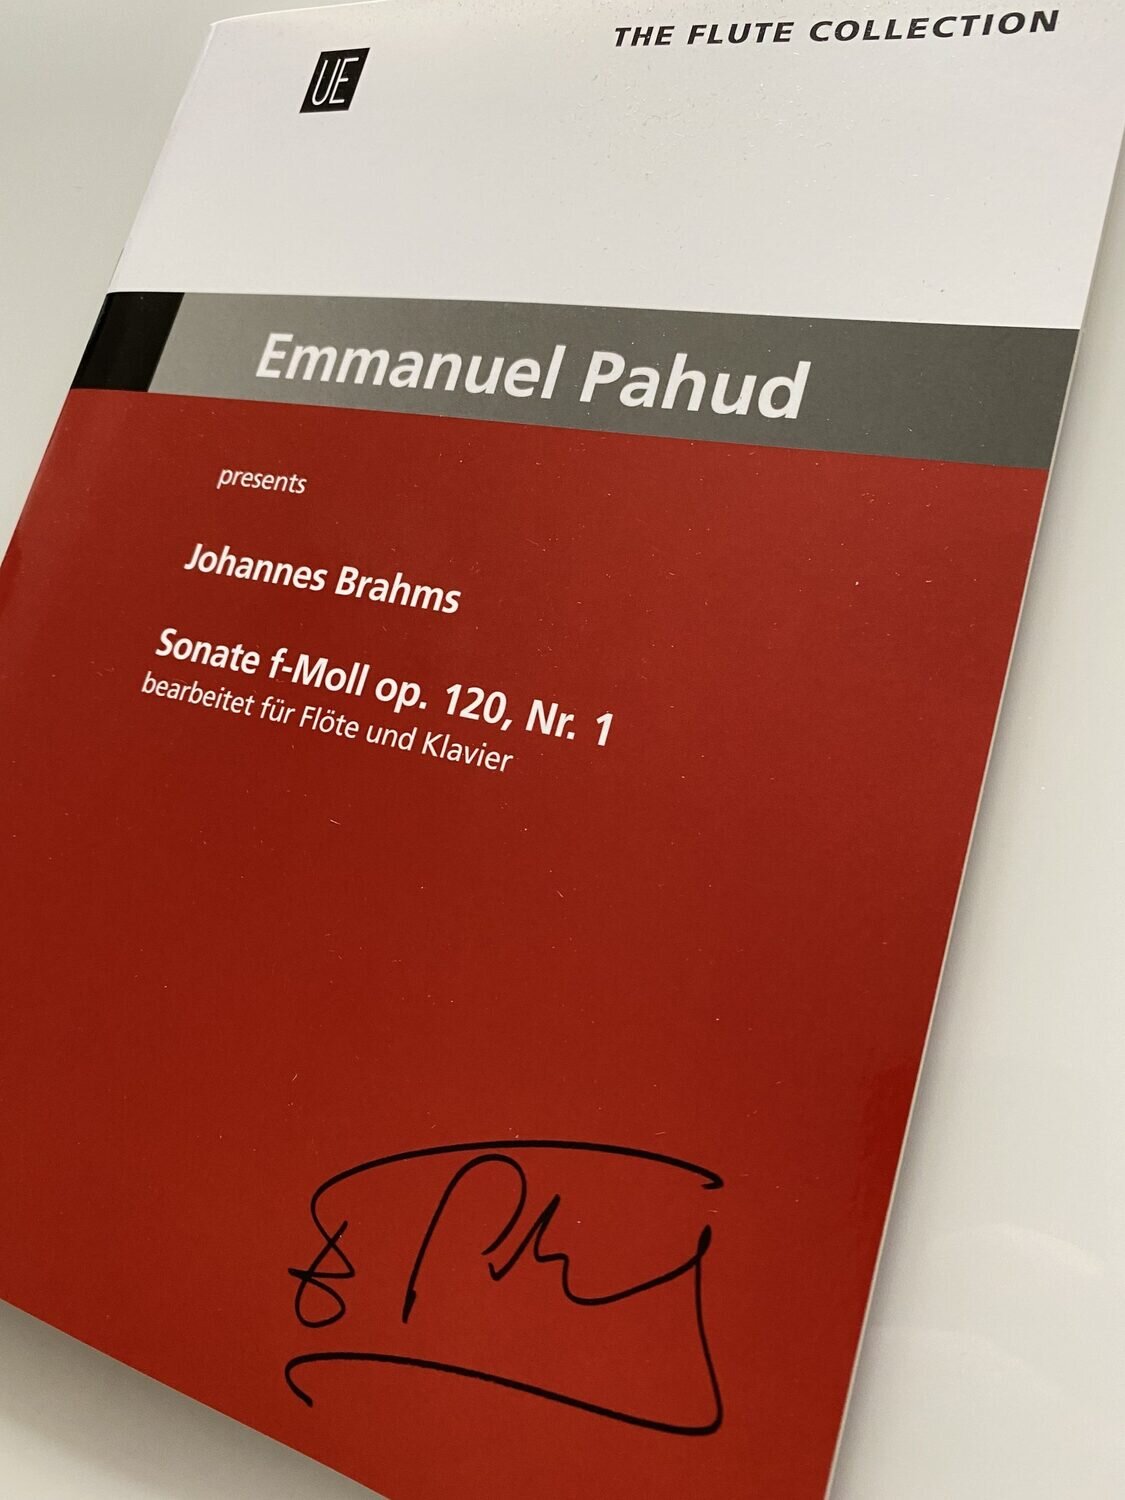 THE FLUTE COLLECTION
UE
Emmanuel Pahud
presents
Johannes Brahms
Sonate f-Moll op. 120, Nr. 1
bearbeitet für Flöte und Klavier